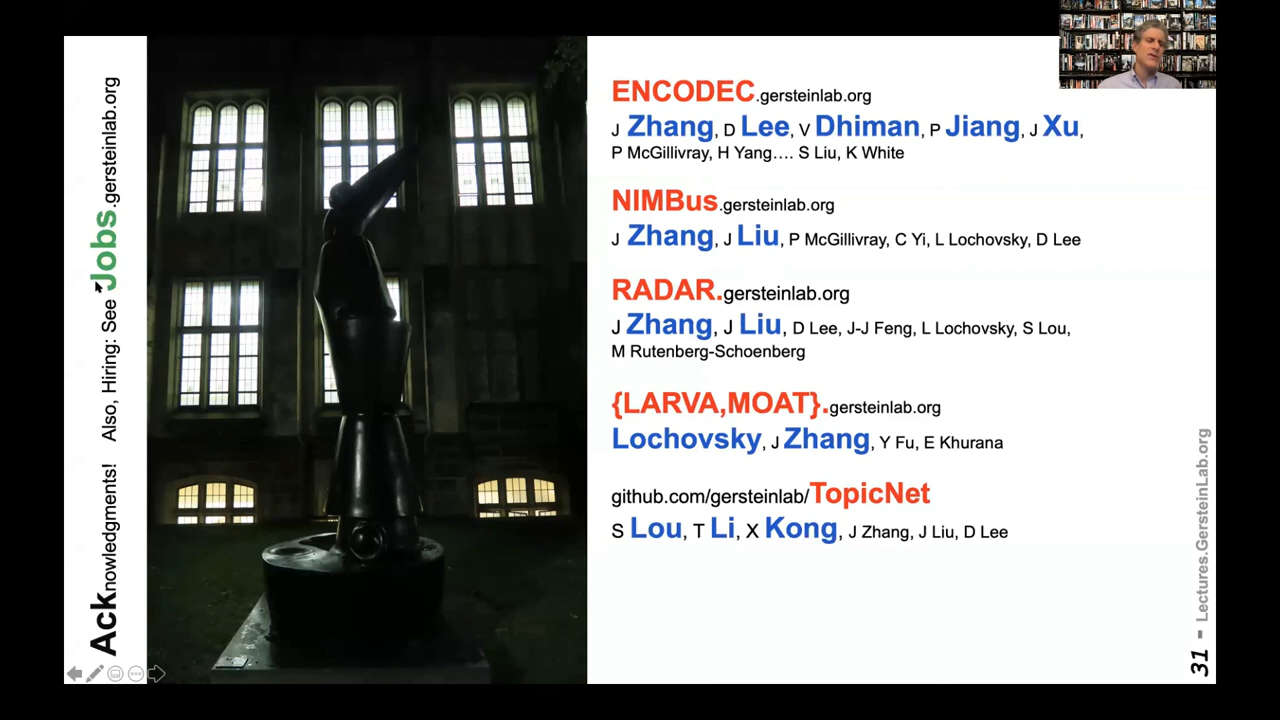 Acknowledgments! Also, Hiring: See Jobs.gersteinlab.org
ENCODEC.gersteinlab.org
J Zhang, D Lee, V Dhiman, P Jiang, J Xu,
P McGillivray, H Yang…. S Liu, K White
NIMBus.gersteinlab.org
J Zhang, J Liu, P McGillivray, C Yi, L Lochovsky, D Lee
RADAR.gersteinlab.org
J Zhang, J Liu, D Lee, J-J Feng, L Lochovsky, S Lou,
M Rutenberg-Schoenberg
{LARVA,MOAT}.gersteinlab.org
Lochovsky, J Zhang, Y Fu, E Khurana
github.com/gersteinlab/TopicNet
S Lou, T Li, X Kong, J Zhang, J Liu, D Lee
31 - Lectures.GersteinLab.org